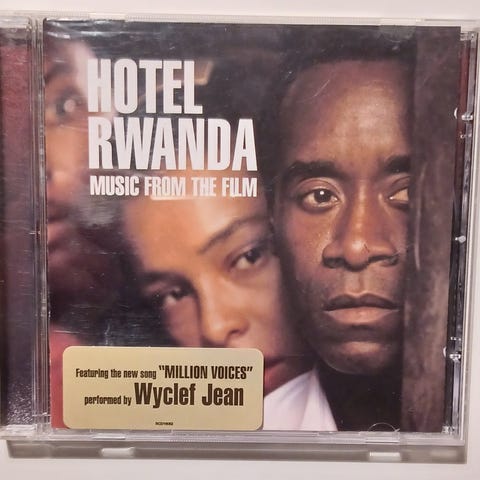 HOTEL
RWANDA
MUSIC FROM THE FILM
Featuring the new song "MILLION VOICES"
performed by Wyclef Jean